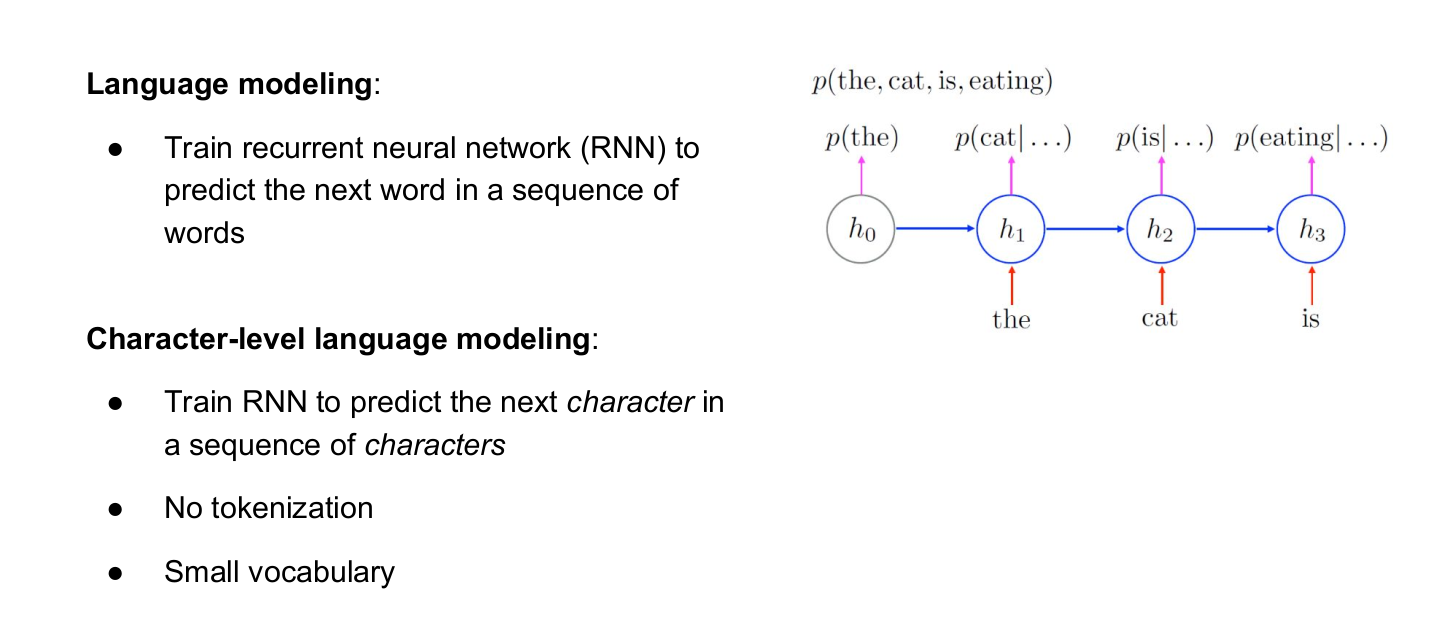 Language modeling:
● Train recurrent neural network (RNN) to
predict the next word in a sequence of
words
Character-level language modeling:
● Train RNN to predict the next character in
a sequence of characters
● No tokenization
● Small vocabulary
p(the, cat, is, eating)
p(the) p(cat| . . .) p(is| . . .) p(eating| . . .)
h₀ h₁ h₂ h₃
the cat is